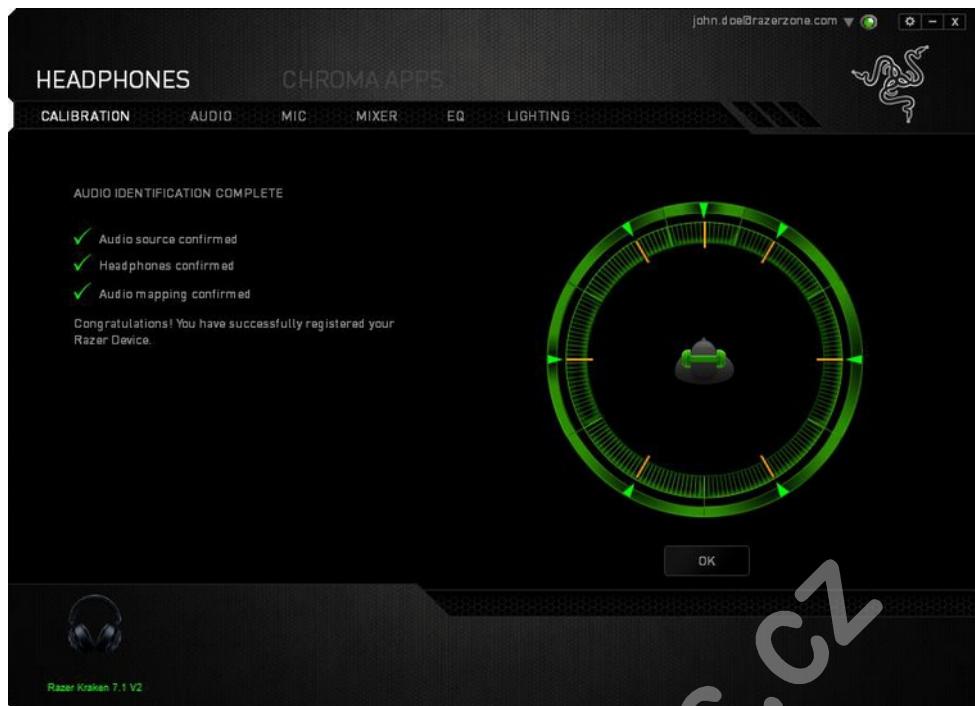 john.doe@razerzone.com
HEADPHONES
CHROMA APPS
CALIBRATION AUDIO MIC MIXER EQ LIGHTING
AUDIO IDENTIFICATION COMPLETE
Audio source confirmed
Headphones confirmed
Audio mapping confirmed
Congratulations! You have successfully registered your
Razer Device.
OK
Razer Kraken 7.1 V2
s.cz